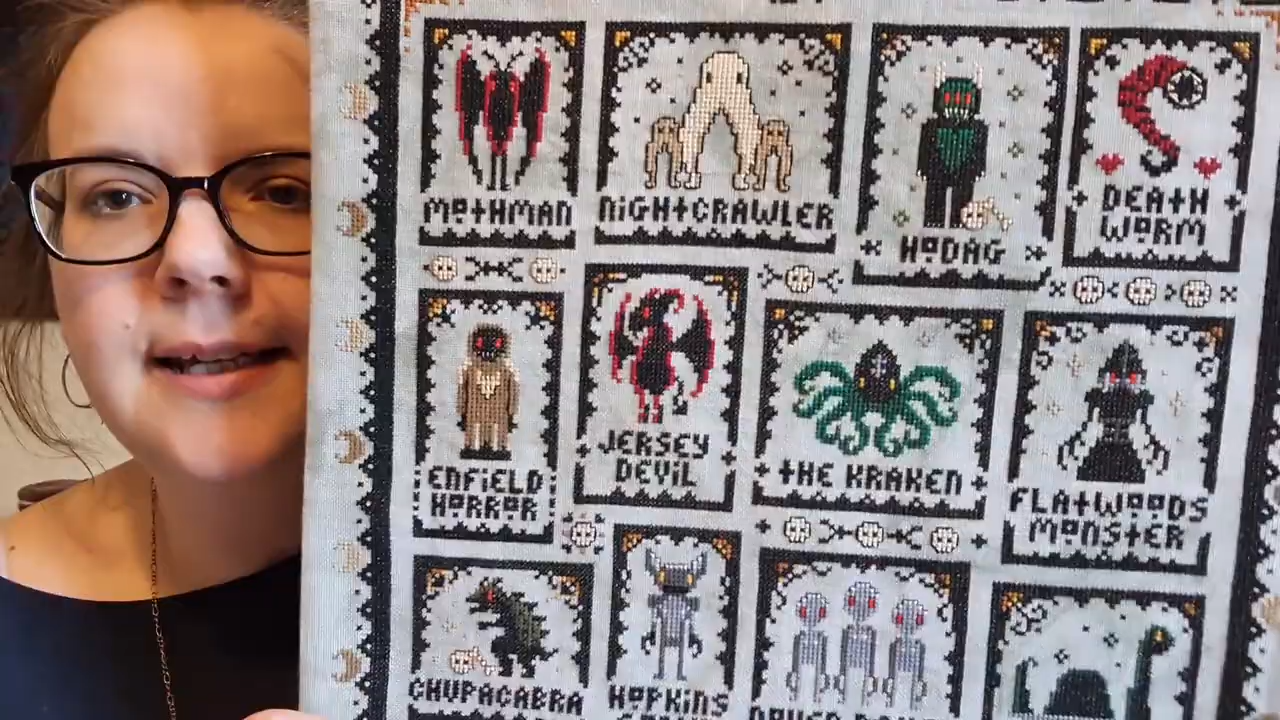 MOTHMAN
NIGHTCRAWLER
HODAG
DEATH
WORM
ENFIELD
HORROR
JERSEY
DEVIL
THE KRAKEN
FLATWOODS
MONSTER
CHUPACABRA
HOPKINS